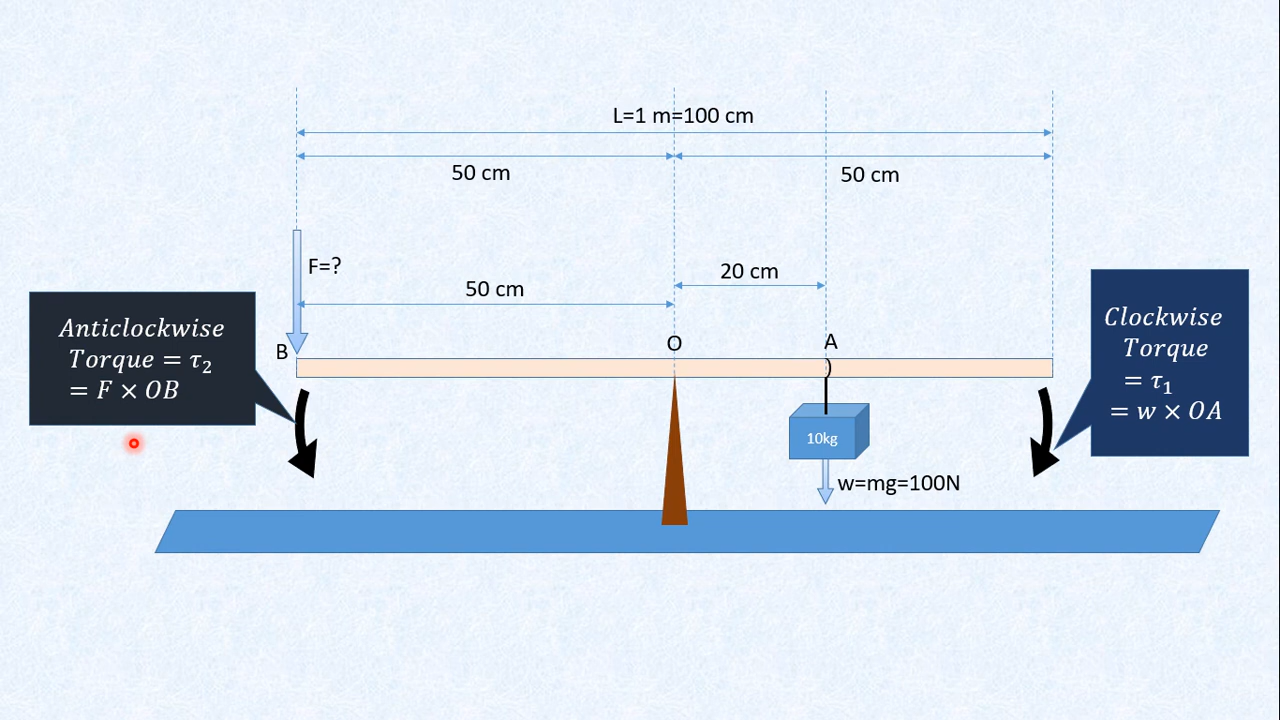 L=1 m=100 cm
50 cm
50 cm
F=?
20 cm
50 cm
B
O
A
)
Anticlockwise
Torque = τ₂
= F × OB
Clockwise
Torque
= τ₁
= w × OA
10kg
w=mg=100N